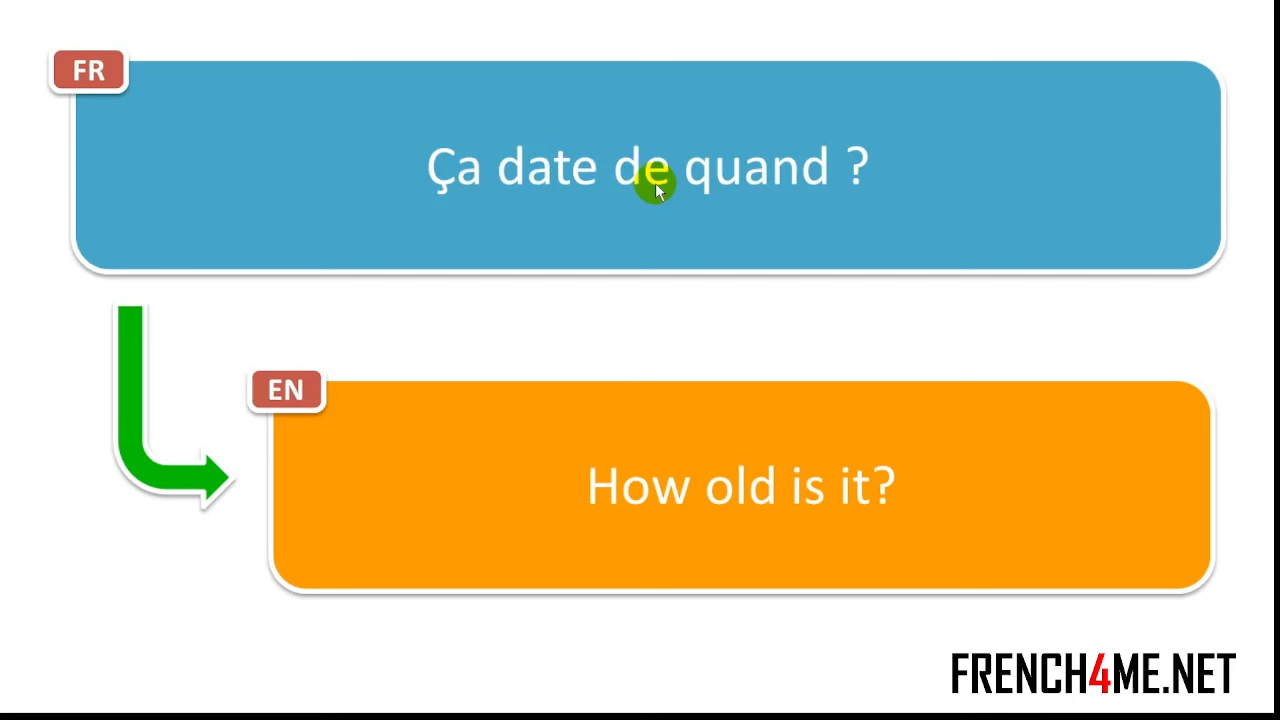 FR
Ça date de quand ?
EN
How old is it?
FRENCH4ME.NET